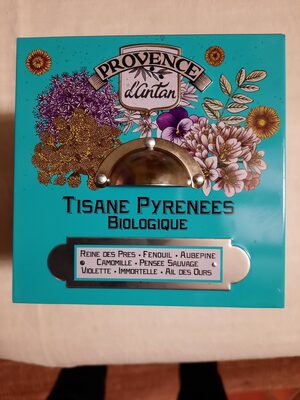 PROVENCE
d'antan
TISANE PYRENEES
BIOLOGIQUE
REINE DES PRES • FENOUIL • AUBEPINE
CAMOMILLE • PENSEE SAUVAGE
VIOLETTE • IMMORTELLE • AIL DES OURS